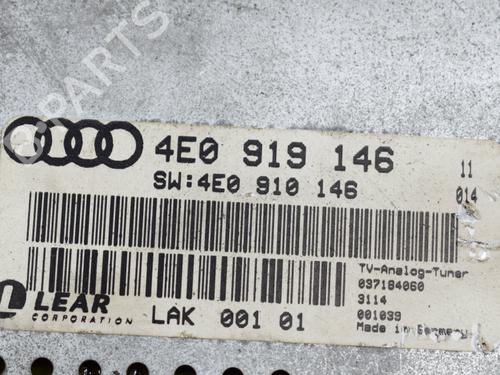 B-PARTS
4E0 919 146 11
SW:4E0 910 146 014
TV-Analog-Tuner
037184060
3114
001039
Made in Germany
LEAR
CORPORATION
LAK 001 01